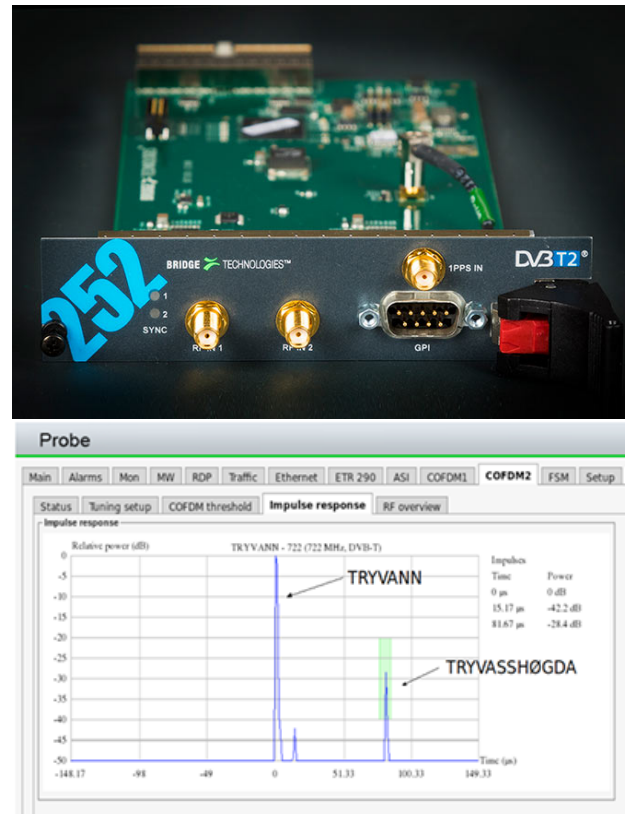 BRIDGE TECHNOLOGIES™
252
1
2
SYNC
RF IN 1
RF IN 2
1PPS IN
GPI
DVB T2®
Probe
Main Alarms Mon MW RDP Traffic Ethernet ETR 290 ASI COFDM1 COFDM2 FSM Setup
Status Tuning setup COFDM threshold Impulse response RF overview
Impulse response
Relative power (dB)
TRYVANN - 722 (722 MHz, DVB-T)
Impulses
Time Power
0 µs 0 dB
15.17 µs -42.2 dB
81.67 µs -28.4 dB
TRYVANN
TRYVASSHØGDA
0
-5
-10
-15
-20
-25
-30
-35
-40
-45
-50
Time (µs)
-148.17 -98 -49 0 51.33 100.33 149.33